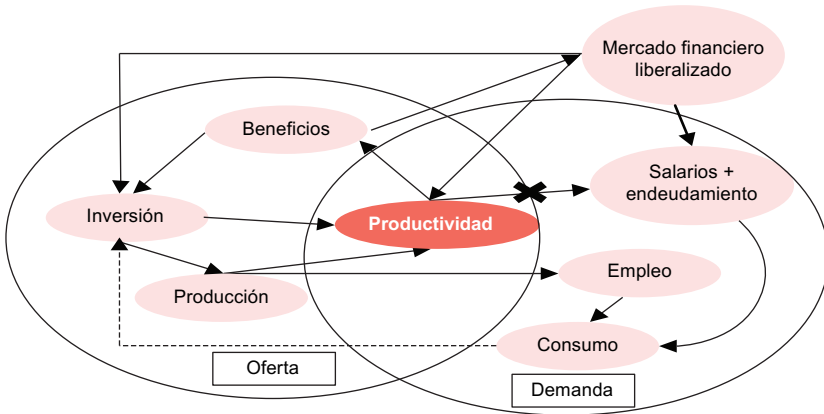 Mercado financiero
liberalizado
Beneficios
Salarios +
endeudamiento
Inversión
Productividad
Empleo
Producción
Consumo
Oferta
Demanda